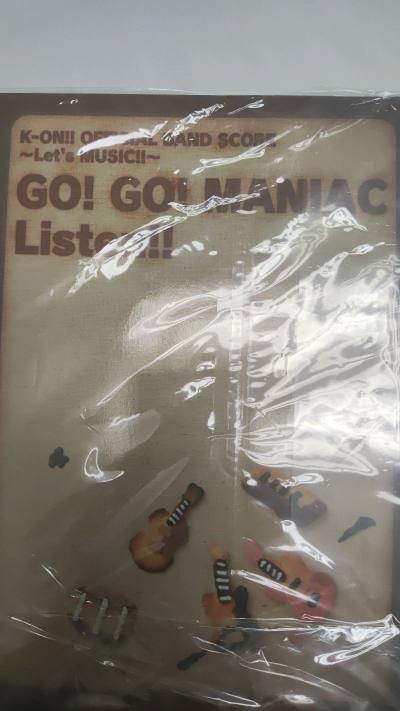 K-ON!! OFFICIAL BAND SCORE
~Let's MUSIC!!~
GO! GO! MANIAC
Listen!!